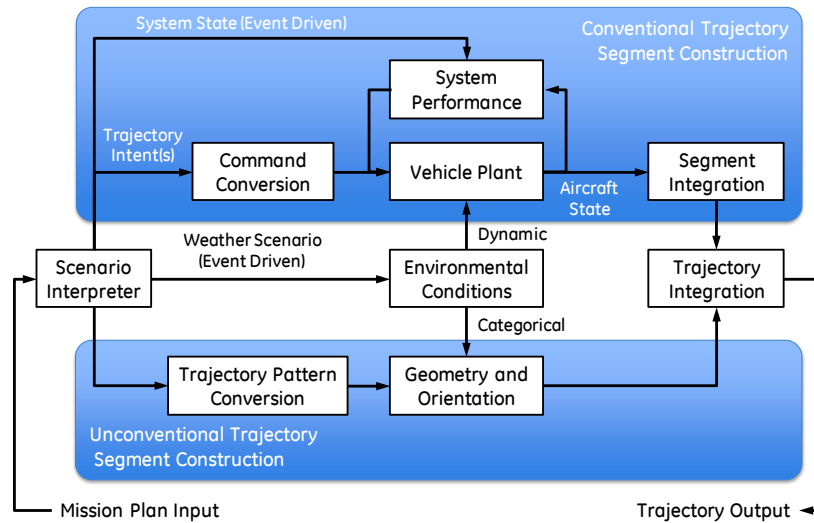 System State (Event Driven)
Conventional Trajectory
Segment Construction
System
Performance
Trajectory
Intent(s)
Command
Conversion
Vehicle Plant
Aircraft
State
Segment
Integration
Weather Scenario
(Event Driven)
Dynamic
Scenario
Interpreter
Environmental
Conditions
Trajectory
Integration
Categorical
Trajectory Pattern
Conversion
Geometry and
Orientation
Unconventional Trajectory
Segment Construction
Mission Plan Input
Trajectory Output